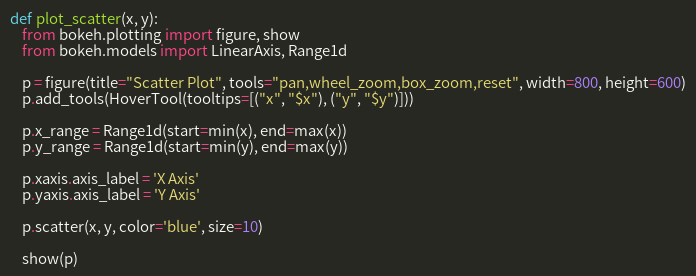 def plot_scatter(x, y):
    from bokeh.plotting import figure, show
    from bokeh.models import LinearAxis, Range1d

    p = figure(title="Scatter Plot", tools="pan,wheel_zoom,box_zoom,reset", width=800, height=600)
    p.add_tools(HoverTool(tooltips=[("x", "$x"), ("y", "$y")]))

    p.x_range = Range1d(start=min(x), end=max(x))
    p.y_range = Range1d(start=min(y), end=max(y))

    p.xaxis.axis_label = 'X Axis'
    p.yaxis.axis_label = 'Y Axis'

    p.scatter(x, y, color='blue', size=10)

    show(p)